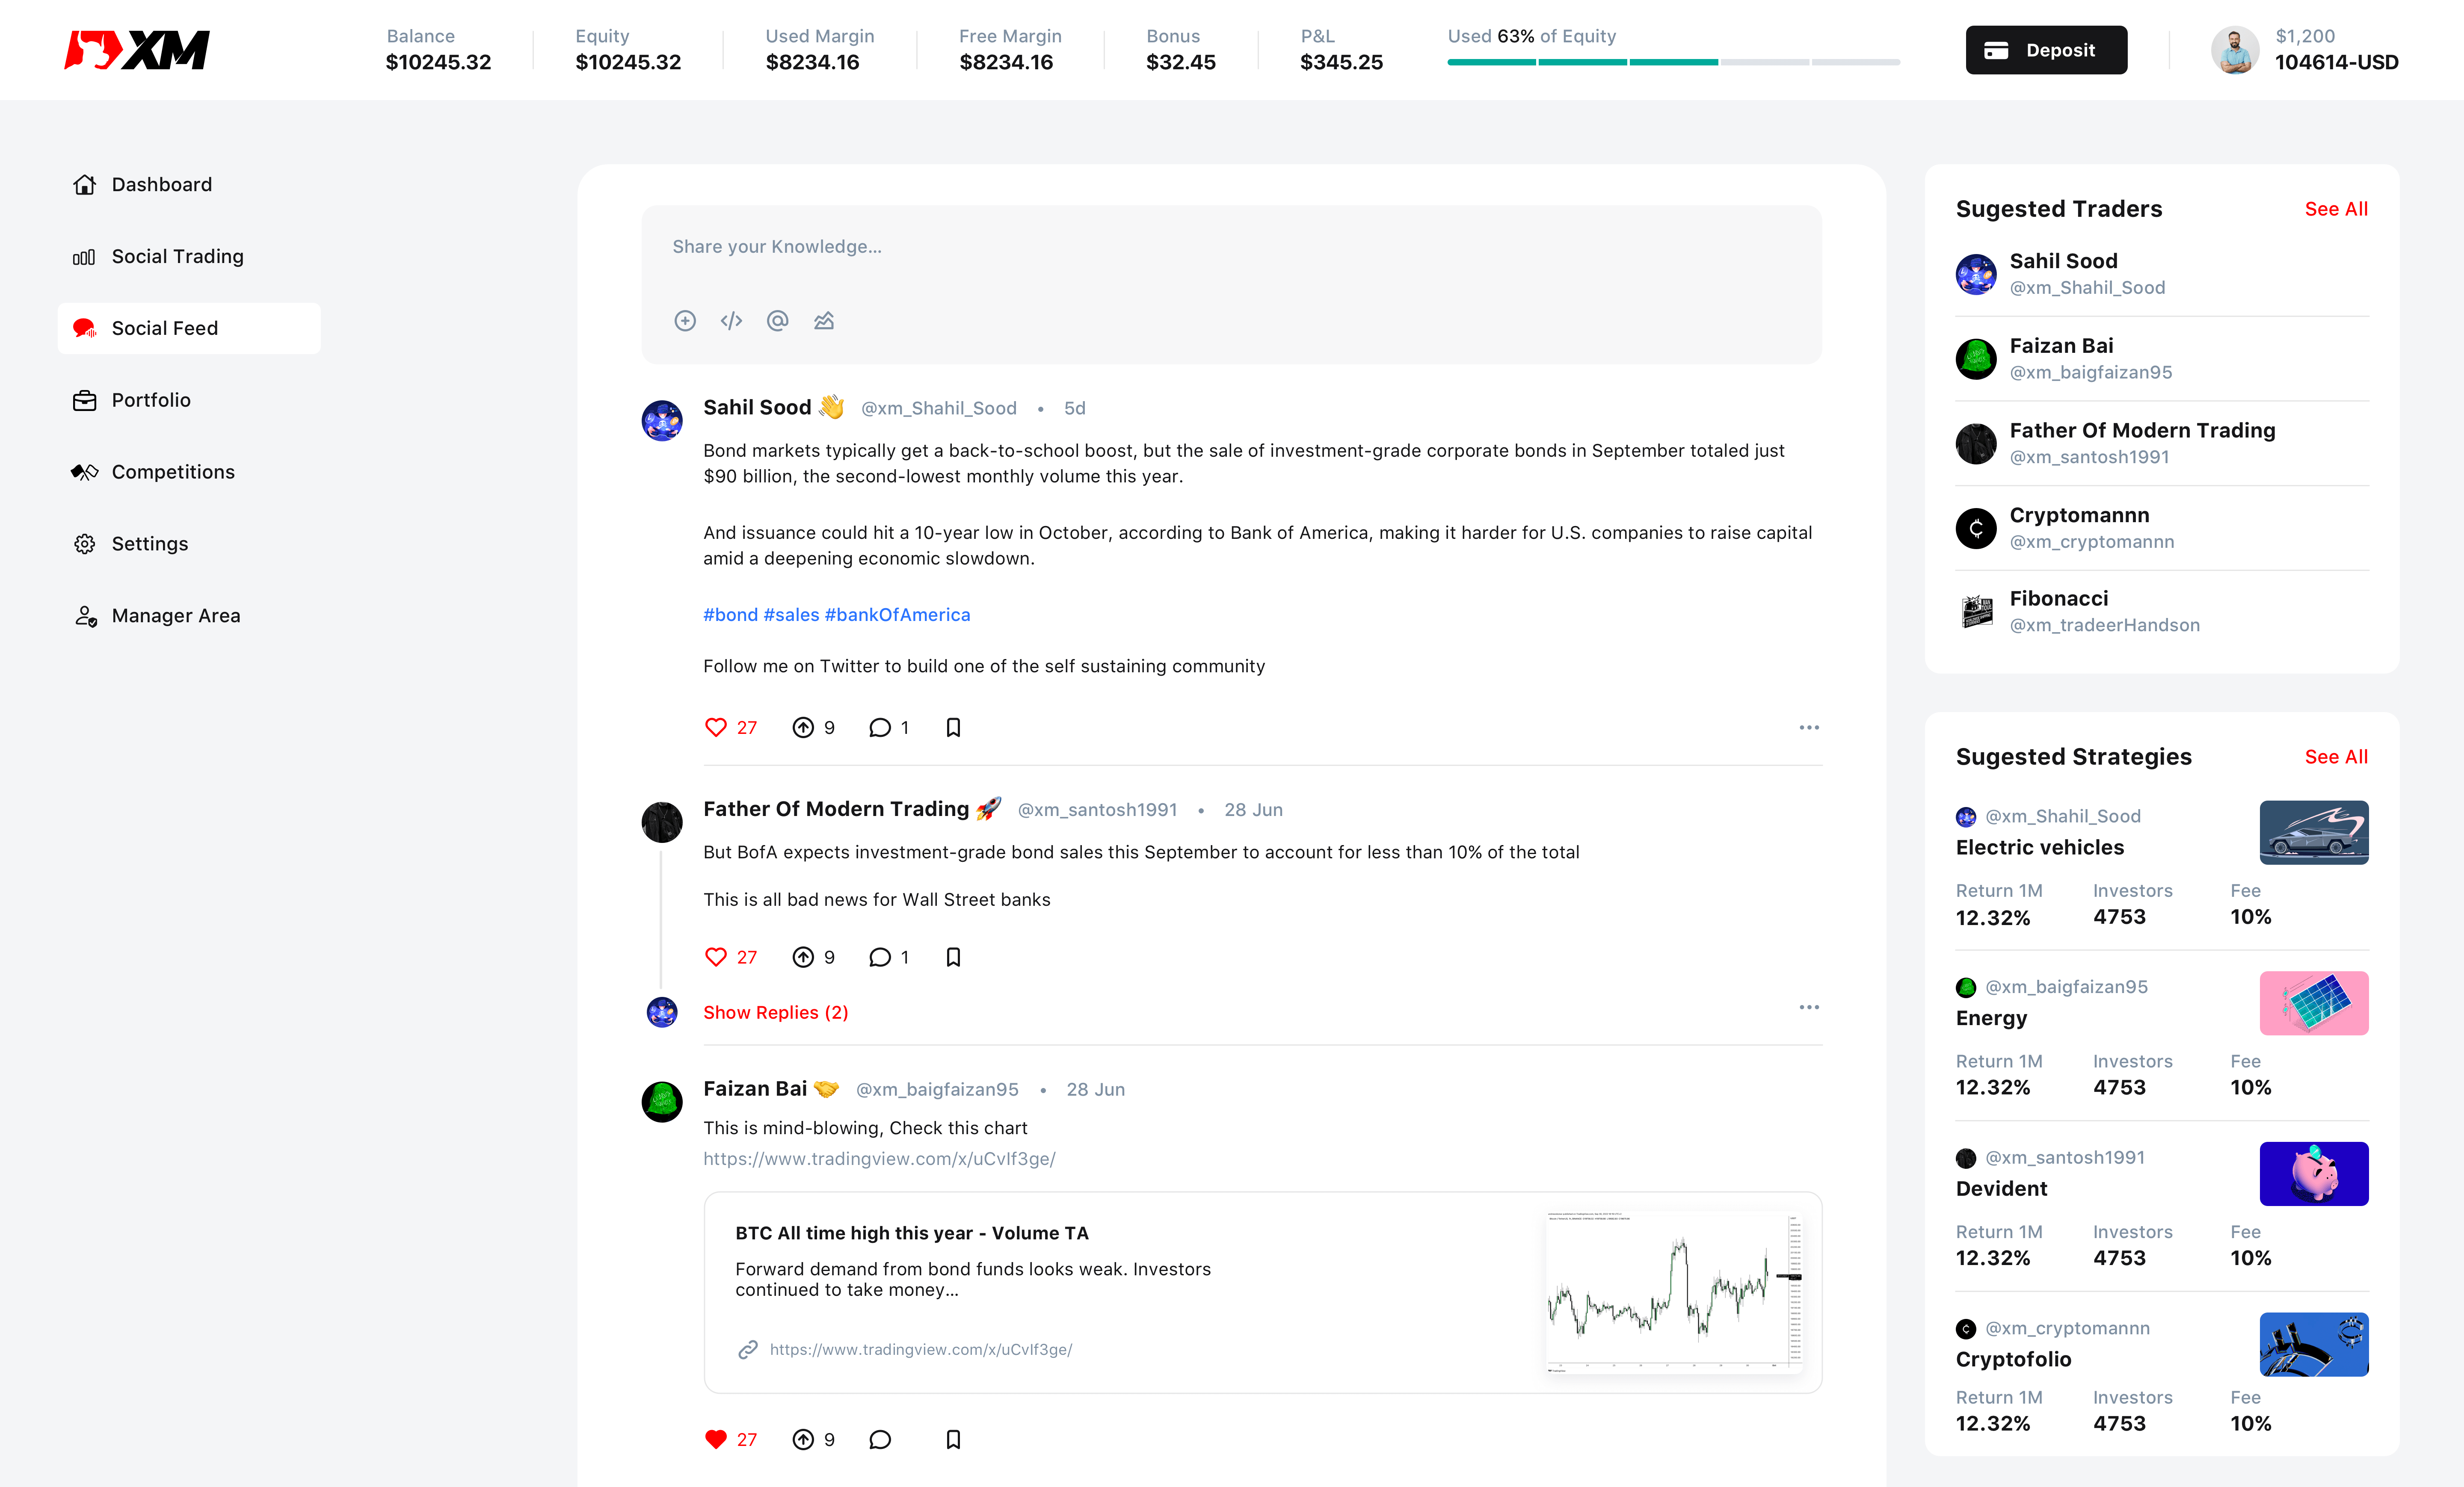 XM
Balance
$10245.32
Equity
$10245.32
Used Margin
$8234.16
Free Margin
$8234.16
Bonus
$32.45
P&L
$345.25
Used 63% of Equity
Deposit
$1,200
104614-USD
Dashboard
Social Trading
Social Feed
Portfolio
Competitions
Settings
Manager Area
Share your Knowledge...
Sahil Sood 👋 @xm_Shahil_Sood • 5d
Bond markets typically get a back-to-school boost, but the sale of investment-grade corporate bonds in September totaled just
$90 billion, the second-lowest monthly volume this year.
And issuance could hit a 10-year low in October, according to Bank of America, making it harder for U.S. companies to raise capital
amid a deepening economic slowdown.
#bond #sales #bankOfAmerica
Follow me on Twitter to build one of the self sustaining community
27 9 1
Father Of Modern Trading 🚀 @xm_santosh1991 • 28 Jun
But BofA expects investment-grade bond sales this September to account for less than 10% of the total
This is all bad news for Wall Street banks
27 9 1
Show Replies (2)
Faizan Bai 🤝 @xm_baigfaizan95 • 28 Jun
This is mind-blowing, Check this chart
https://www.tradingview.com/x/uCvIf3ge/
BTC All time high this year - Volume TA
Forward demand from bond funds looks weak. Investors
continued to take money...
https://www.tradingview.com/x/uCvIf3ge/
27 9
Sugested Traders
See All
Sahil Sood
@xm_Shahil_Sood
Faizan Bai
@xm_baigfaizan95
Father Of Modern Trading
@xm_santosh1991
Cryptomannn
@xm_cryptomannn
Fibonacci
@xm_tradeerHandson
Sugested Strategies
See All
@xm_Shahil_Sood
Electric vehicles
Return 1M Investors Fee
12.32% 4753 10%
@xm_baigfaizan95
Energy
Return 1M Investors Fee
12.32% 4753 10%
@xm_santosh1991
Devident
Return 1M Investors Fee
12.32% 4753 10%
@xm_cryptomannn
Cryptofolio
Return 1M Investors Fee
12.32% 4753 10%